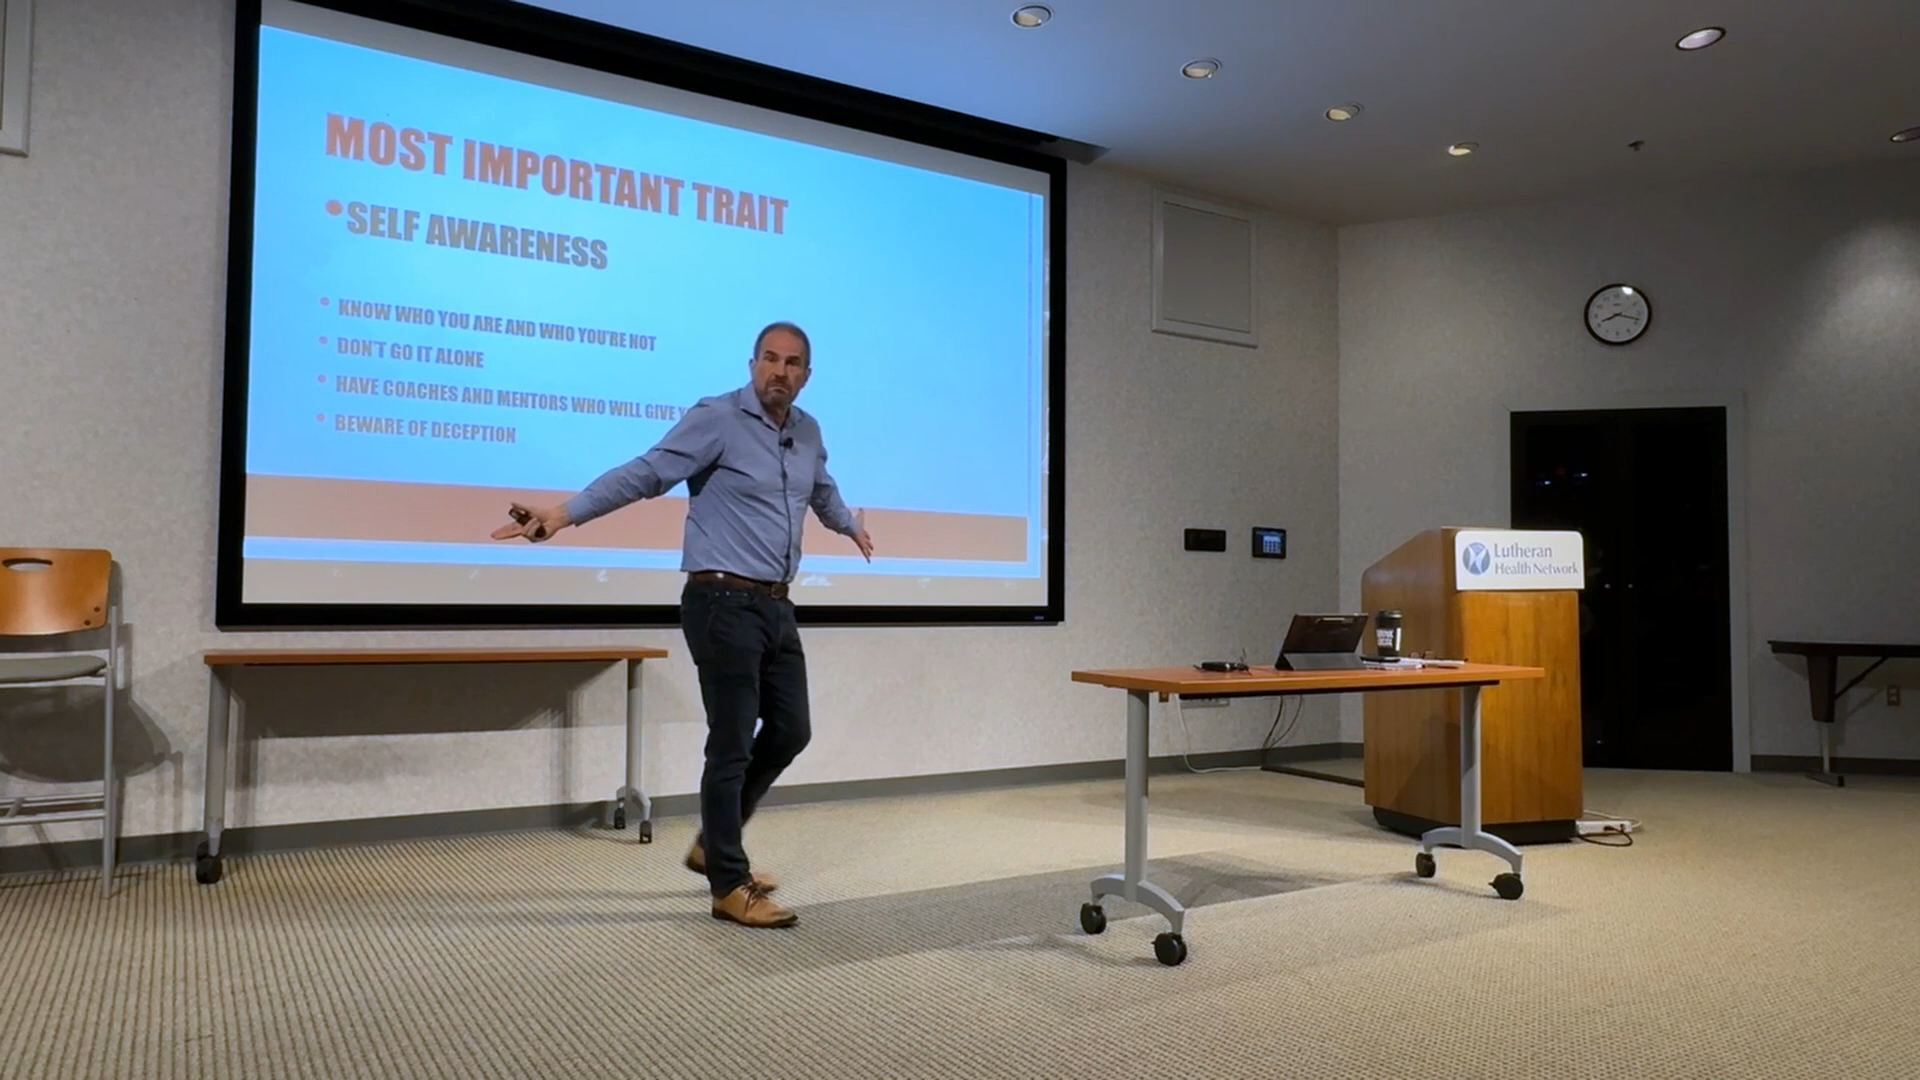 MOST IMPORTANT TRAIT
•SELF AWARENESS
• KNOW WHO YOU ARE AND WHO YOU'RE NOT
• DON'T GO IT ALONE
• HAVE COACHES AND MENTORS WHO WILL GIVE
• BEWARE OF DECEPTION
Lutheran
Health Network